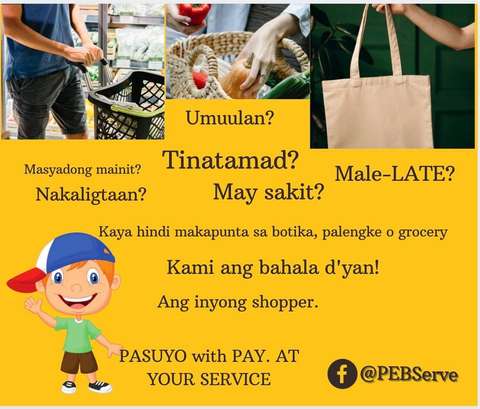 Umuulan?
Tinatamad?
Masyadong mainit?
Male-LATE?
Nakaligtaan?
May sakit?
Kaya hindi makapunta sa botika, palengke o grocery
Kami ang bahala d'yan!
Ang inyong shopper.
PASUYO with PAY. AT
YOUR SERVICE
f @PEBServe